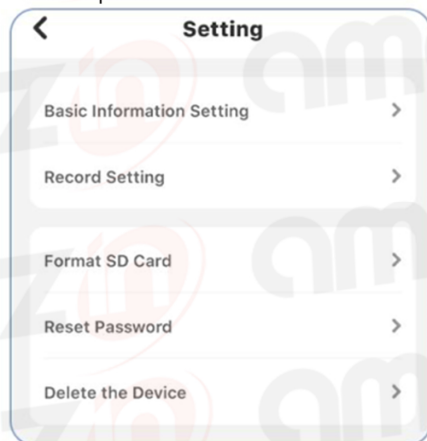 Setting
Basic Information Setting
Record Setting
Format SD Card
Reset Password
Delete the Device